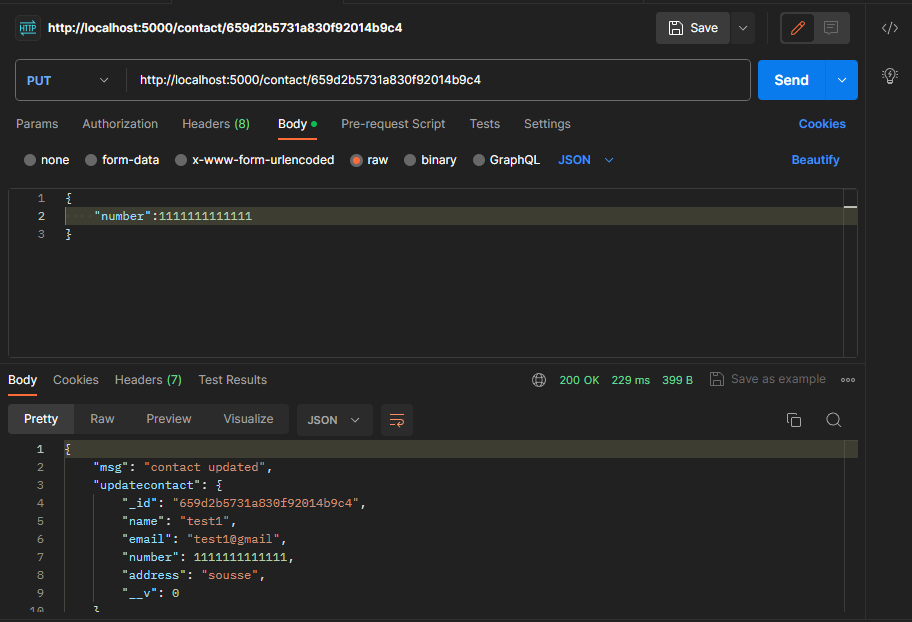 HTTP http://localhost:5000/contact/659d2b5731a830f92014b9c4 Save
PUT http://localhost:5000/contact/659d2b5731a830f92014b9c4 Send
Params Authorization Headers (8) Body Pre-request Script Tests Settings Cookies
none form-data x-www-form-urlencoded raw binary GraphQL JSON Beautify
1 {
2 "number":1111111111111
3 }
Body Cookies Headers (7) Test Results 200 OK 229 ms 399 B Save as example
Pretty Raw Preview Visualize JSON
1 {
2 "msg": "contact updated",
3 "updatecontact": {
4 "_id": "659d2b5731a830f92014b9c4",
5 "name": "test1",
6 "email": "test1@gmail",
7 "number": 1111111111111,
8 "address": "sousse",
9 "__v": 0
10 }